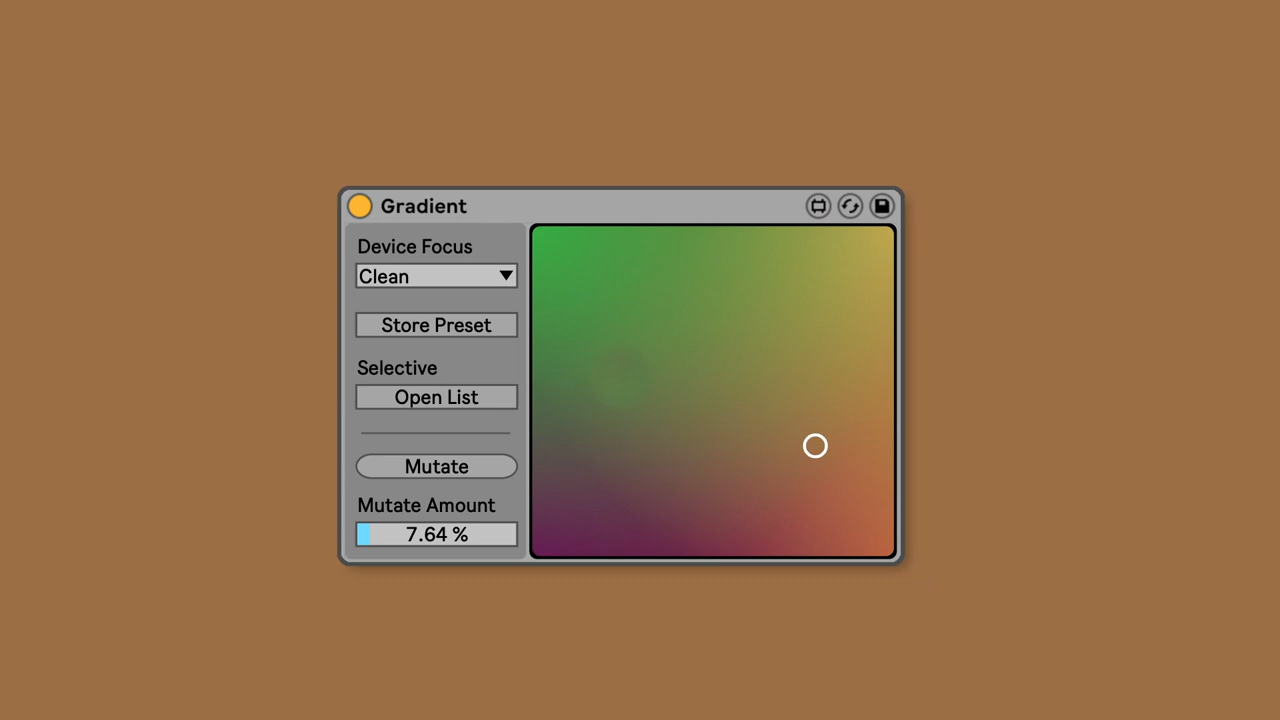 Gradient
Device Focus
Clean
Store Preset
Selective
Open List
Mutate
Mutate Amount
7.64 %